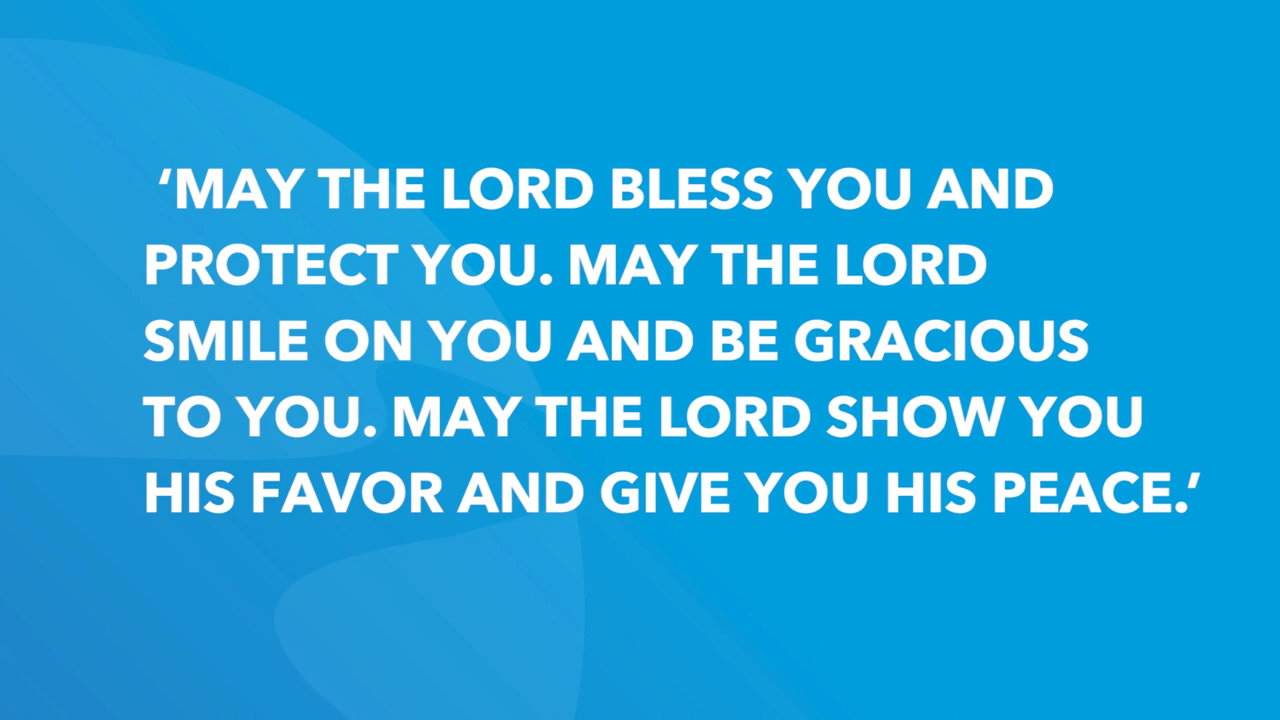 ‘MAY THE LORD BLESS YOU AND
PROTECT YOU. MAY THE LORD
SMILE ON YOU AND BE GRACIOUS
TO YOU. MAY THE LORD SHOW YOU
HIS FAVOR AND GIVE YOU HIS PEACE.’